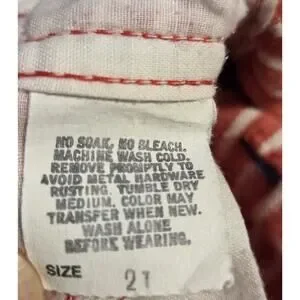 NO SOAK, NO BLEACH.
MACHINE WASH COLD.
REMOVE PROMPTLY TO
AVOID METAL HARDWARE
RUSTING. TUMBLE DRY
MEDIUM. COLOR MAY
TRANSFER WHEN NEW.
WASH ALONE
BEFORE WEARING.
SIZE 2T